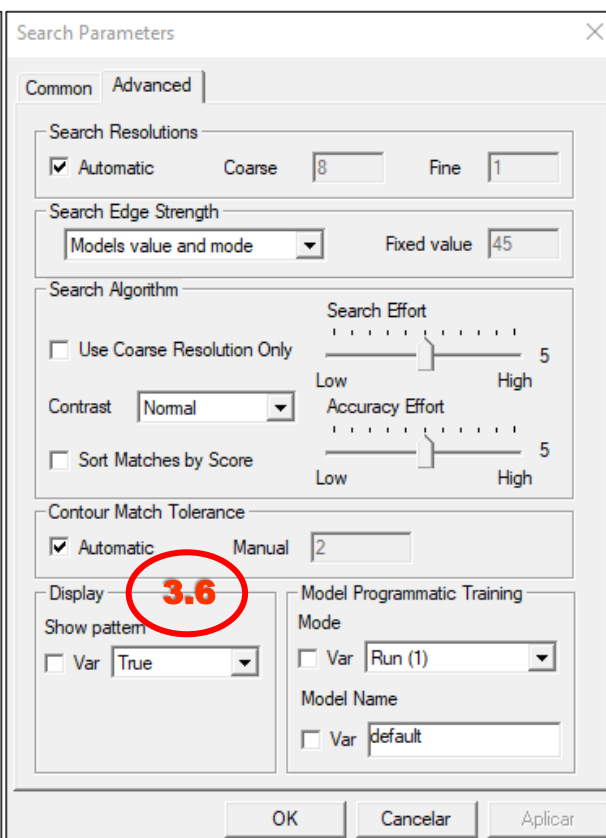 Search Parameters
Common Advanced
Search Resolutions
Automatic Coarse 8 Fine 1
Search Edge Strength
Models value and mode Fixed value 45
Search Algorithm
Search Effort
Use Coarse Resolution Only 5
Low High
Contrast Normal Accuracy Effort
Sort Matches by Score 5
Low High
Contour Match Tolerance
Automatic Manual 2
Display 3.6 Model Programmatic Training
Show pattern Mode
Var True Var Run (1)
Model Name
Var default
OK Cancelar Aplicar